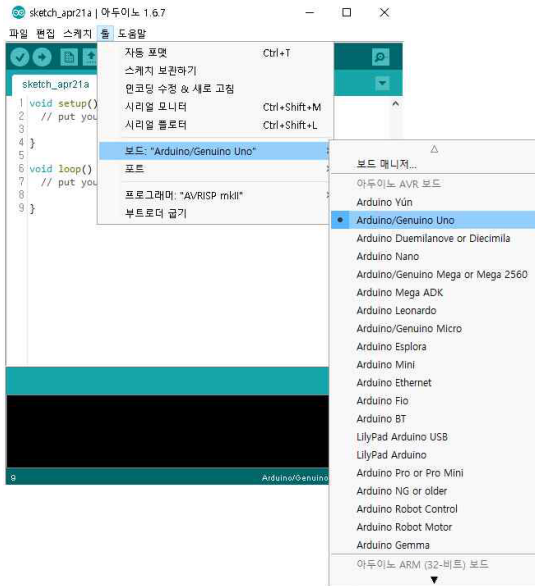 sketch_apr21a | 아두이노 1.6.7
파일 편집 스케치 툴 도움말
sketch_apr21a
1 void setup()
2 // put you
3
4 }
5
6 void loop()
7 // put you
8
9 }
자동 포맷 Ctrl+T
스케치 보관하기
인코딩 수정 & 새로 고침
시리얼 모니터 Ctrl+Shift+M
시리얼 플로터 Ctrl+Shift+L
보드: "Arduino/Genuino Uno"
포트
프로그래머: "AVRISP mkII"
부트로더 굽기
보드 매니저...
아두이노 AVR 보드
Arduino Yún
Arduino/Genuino Uno
Arduino Duemilanove or Diecimila
Arduino Nano
Arduino/Genuino Mega or Mega 2560
Arduino Mega ADK
Arduino Leonardo
Arduino/Genuino Micro
Arduino Esplora
Arduino Mini
Arduino Ethernet
Arduino Fio
Arduino BT
LilyPad Arduino USB
LilyPad Arduino
Arduino Pro or Pro Mini
Arduino NG or older
Arduino Robot Control
Arduino Robot Motor
Arduino Gemma
아두이노 ARM (32-비트) 보드
9 Arduino/Genuino